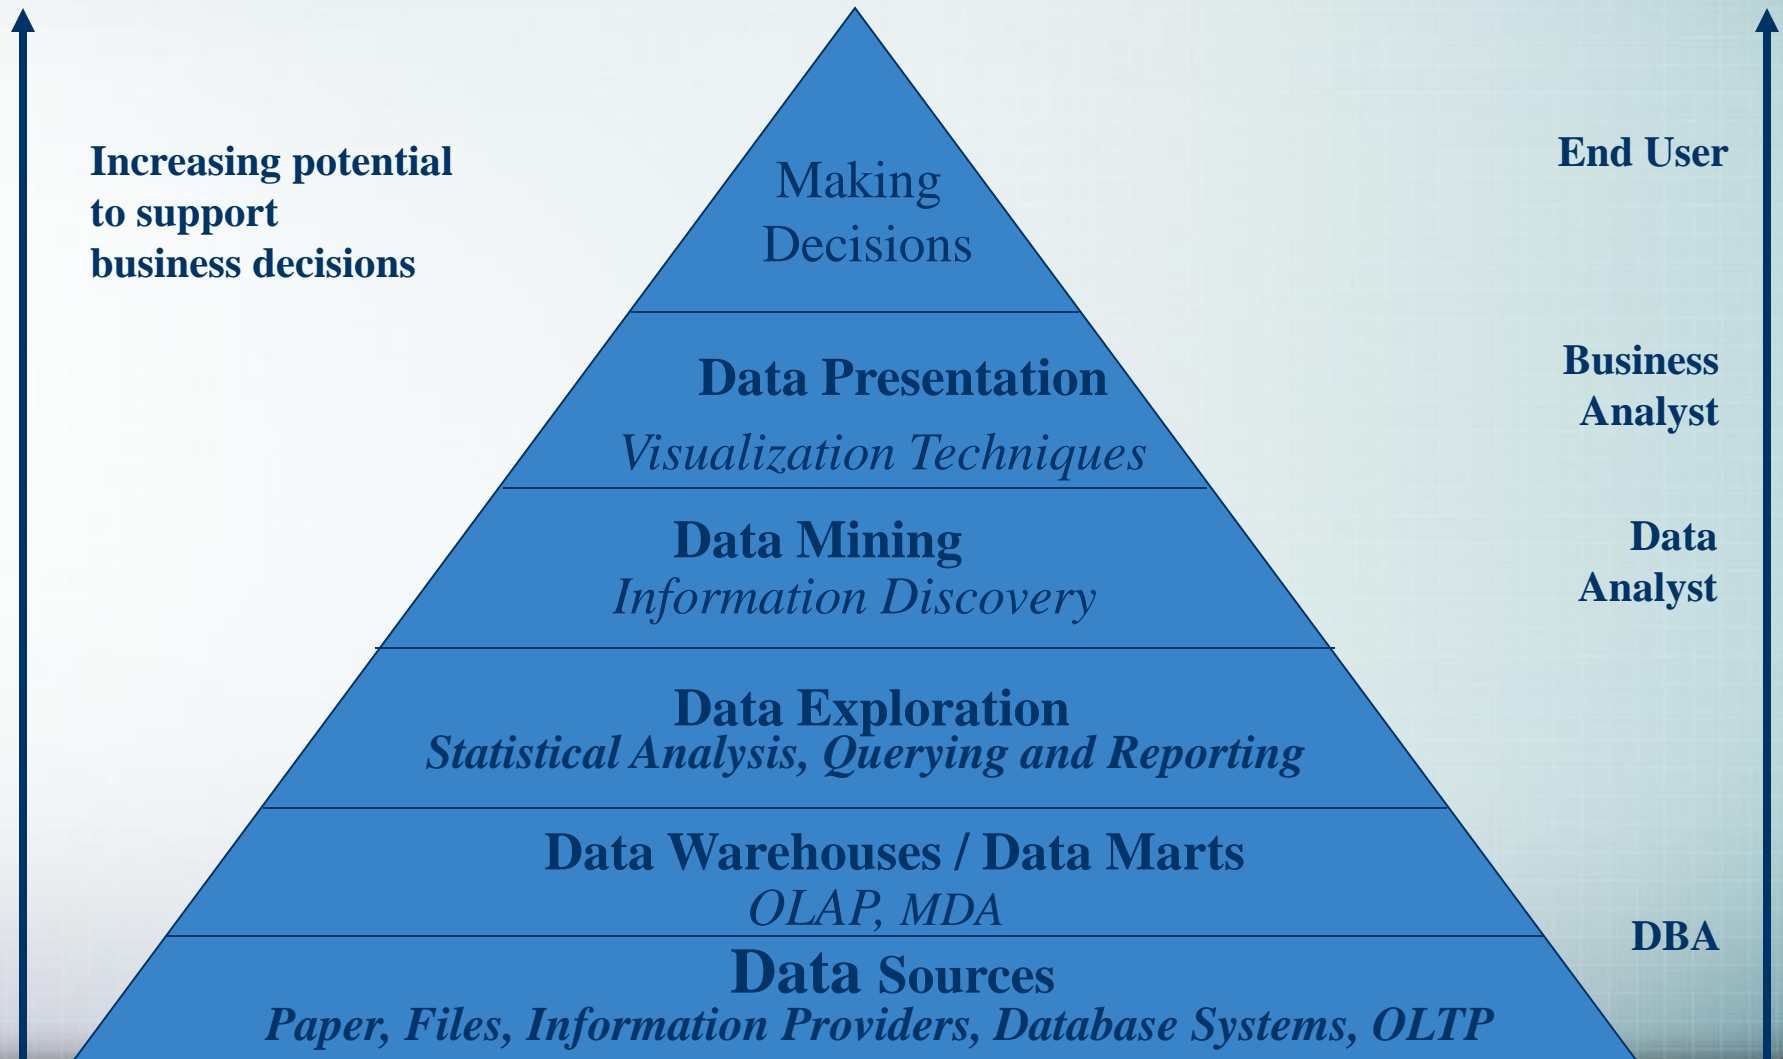 Increasing potential
to support
business decisions
Making
Decisions
End User
Data Presentation
Visualization Techniques
Business
Analyst
Data Mining
Information Discovery
Data
Analyst
Data Exploration
Statistical Analysis, Querying and Reporting
Data Warehouses / Data Marts
OLAP, MDA
DBA
Data Sources
Paper, Files, Information Providers, Database Systems, OLTP